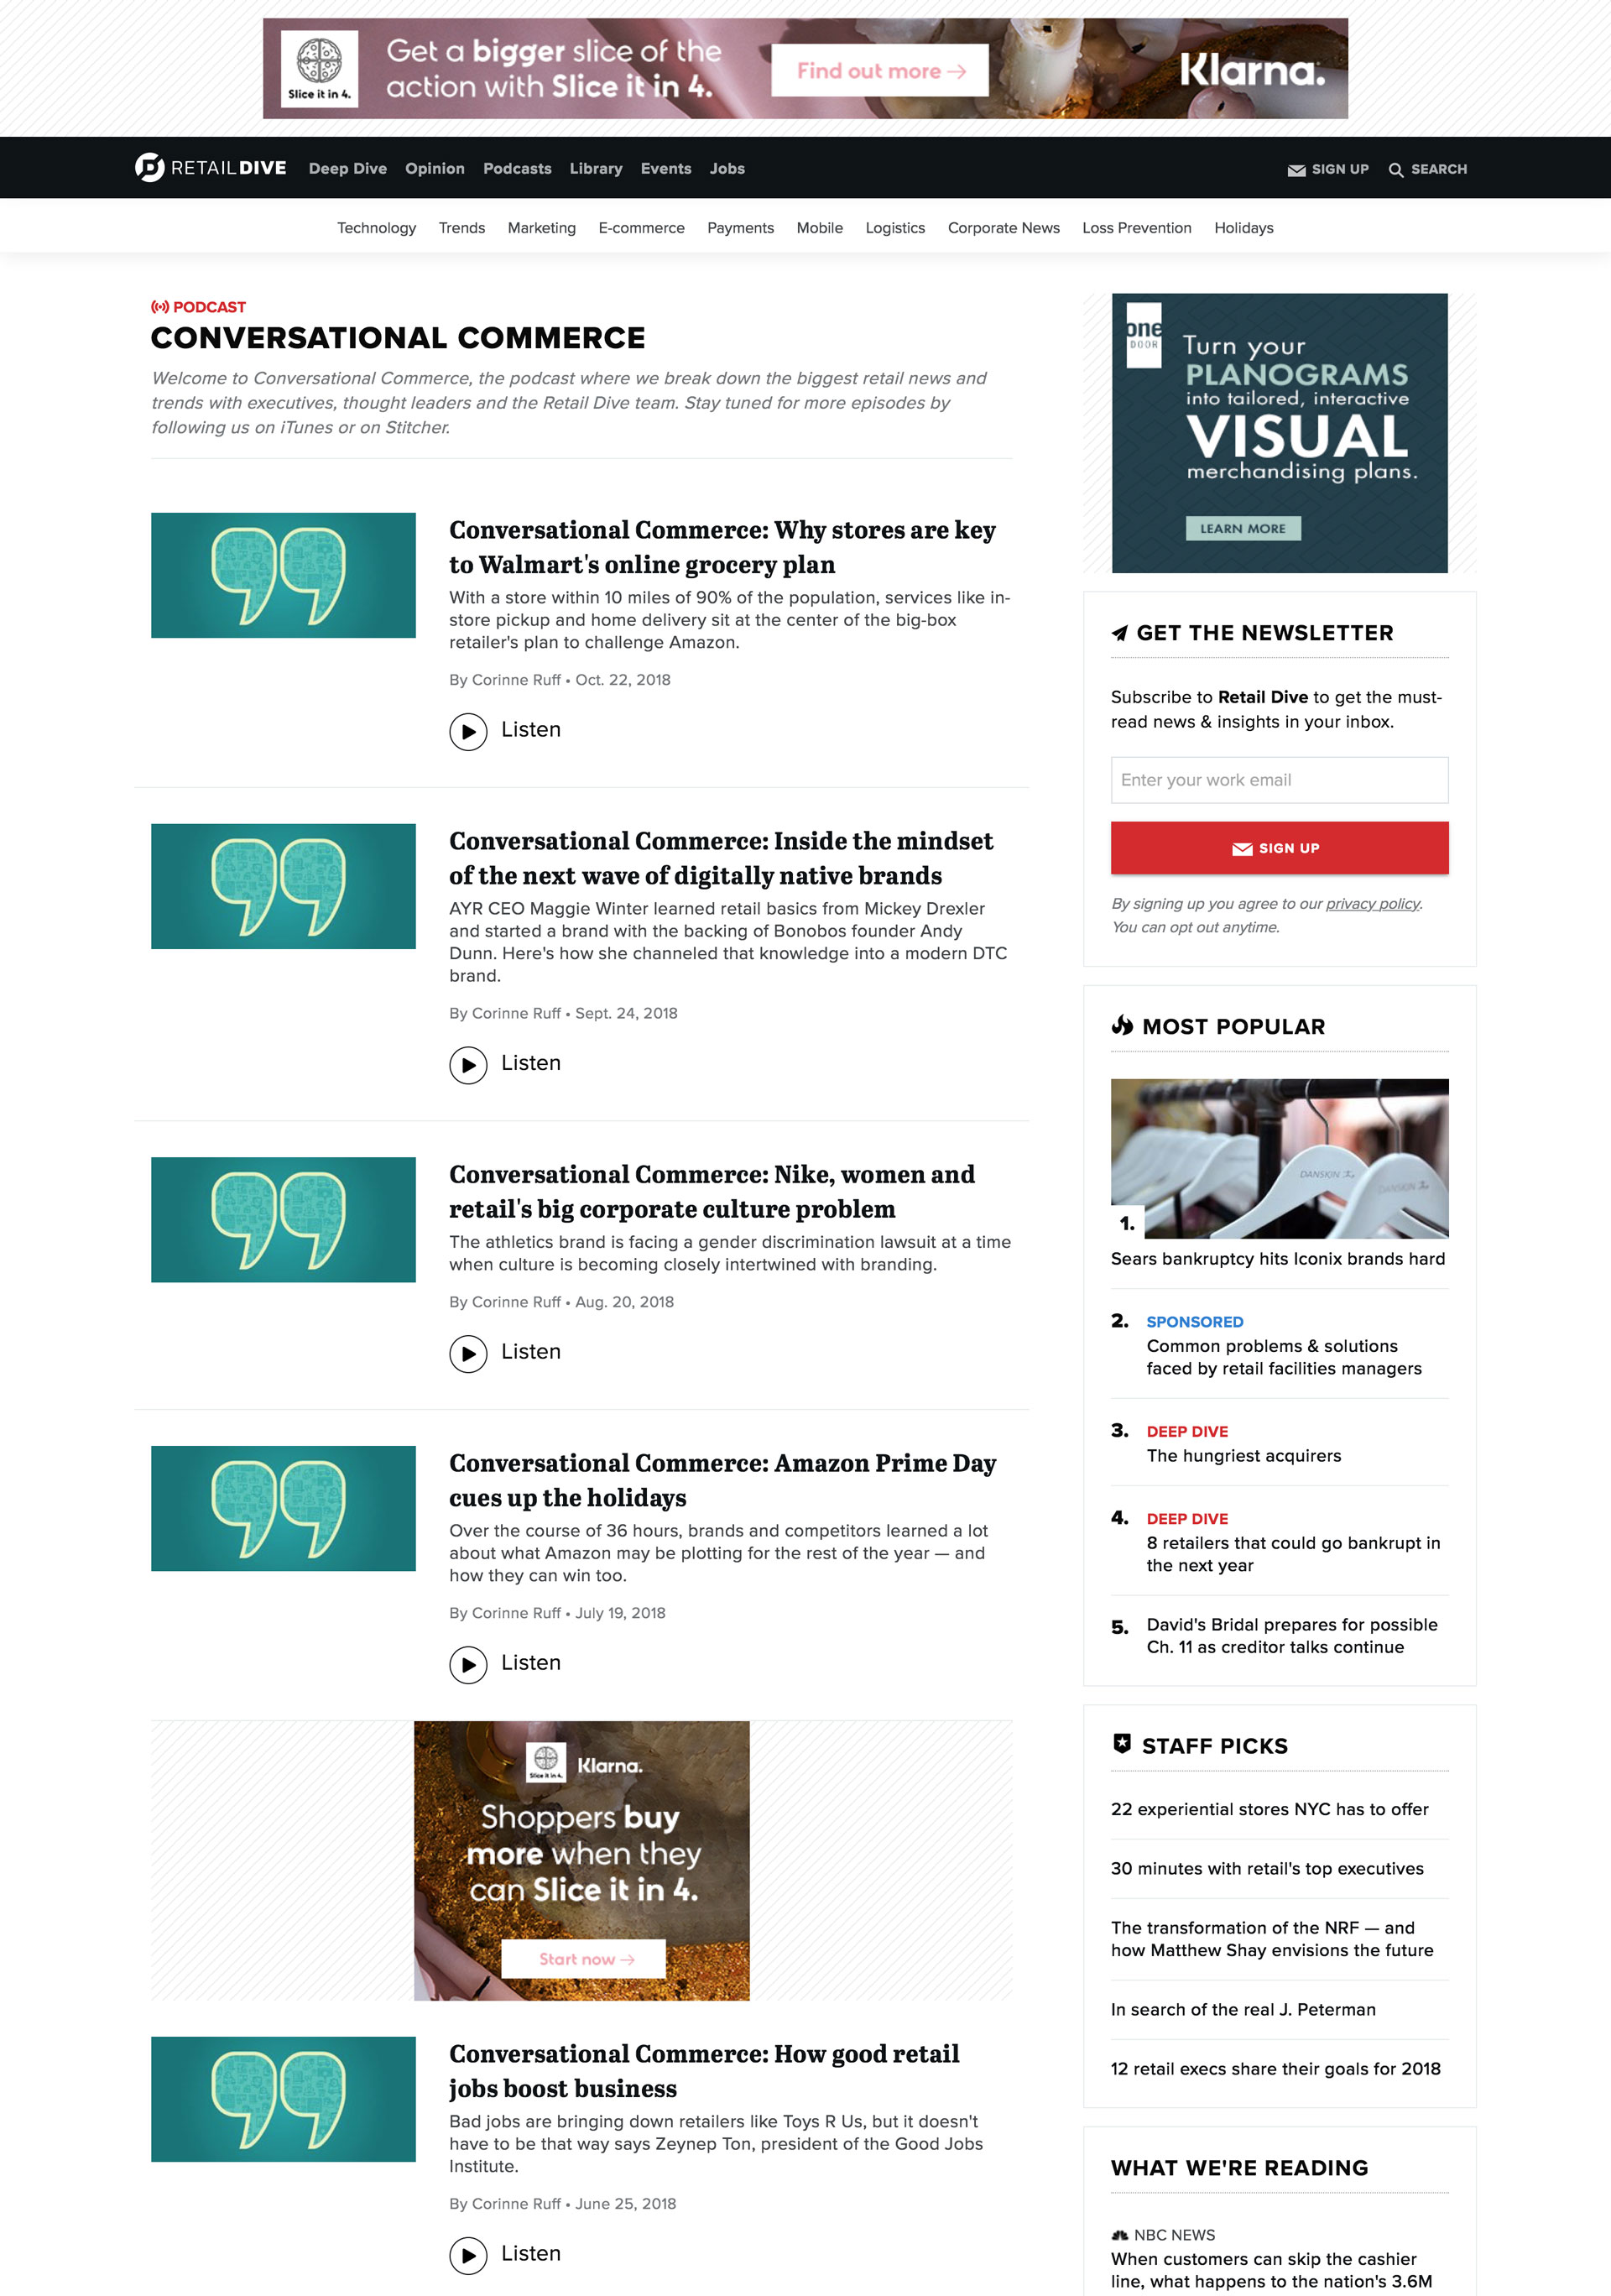 Slice it in 4.
Get a bigger slice of the
action with Slice it in 4.
Find out more →
Klarna.
RETAILDIVE
Deep Dive
Opinion
Podcasts
Library
Events
Jobs
SIGN UP
SEARCH
Technology
Trends
Marketing
E-commerce
Payments
Mobile
Logistics
Corporate News
Loss Prevention
Holidays
PODCAST
CONVERSATIONAL COMMERCE
Welcome to Conversational Commerce, the podcast where we break down the biggest retail news and
trends with executives, thought leaders and the Retail Dive team. Stay tuned for more episodes by
following us on iTunes or on Stitcher.
Conversational Commerce: Why stores are key
to Walmart's online grocery plan
With a store within 10 miles of 90% of the population, services like in-
store pickup and home delivery sit at the center of the big-box
retailer's plan to challenge Amazon.
By Corinne Ruff • Oct. 22, 2018
Listen
Conversational Commerce: Inside the mindset
of the next wave of digitally native brands
AYR CEO Maggie Winter learned retail basics from Mickey Drexler
and started a brand with the backing of Bonobos founder Andy
Dunn. Here's how she channeled that knowledge into a modern DTC
brand.
By Corinne Ruff • Sept. 24, 2018
Listen
Conversational Commerce: Nike, women and
retail's big corporate culture problem
The athletics brand is facing a gender discrimination lawsuit at a time
when culture is becoming closely intertwined with branding.
By Corinne Ruff • Aug. 20, 2018
Listen
Conversational Commerce: Amazon Prime Day
cues up the holidays
Over the course of 36 hours, brands and competitors learned a lot
about what Amazon may be plotting for the rest of the year — and
how they can win too.
By Corinne Ruff • July 19, 2018
Listen
Slice it in 4.
Klarna.
Shoppers buy
more when they
can Slice it in 4.
Start now →
Conversational Commerce: How good retail
jobs boost business
Bad jobs are bringing down retailers like Toys R Us, but it doesn't
have to be that way says Zeynep Ton, president of the Good Jobs
Institute.
By Corinne Ruff • June 25, 2018
Listen
one
DOOR
Turn your
PLANOGRAMS
into tailored, interactive
VISUAL
merchandising plans.
LEARN MORE
GET THE NEWSLETTER
Subscribe to Retail Dive to get the must-
read news & insights in your inbox.
Enter your work email
SIGN UP
By signing up you agree to our privacy policy.
You can opt out anytime.
MOST POPULAR
DANSKIN
DANSKIN
1.
Sears bankruptcy hits Iconix brands hard
2. SPONSORED
Common problems & solutions
faced by retail facilities managers
3. DEEP DIVE
The hungriest acquirers
4. DEEP DIVE
8 retailers that could go bankrupt in
the next year
5. David's Bridal prepares for possible
Ch. 11 as creditor talks continue
STAFF PICKS
22 experiential stores NYC has to offer
30 minutes with retail's top executives
The transformation of the NRF — and
how Matthew Shay envisions the future
In search of the real J. Peterman
12 retail execs share their goals for 2018
WHAT WE'RE READING
NBC NEWS
When customers can skip the cashier
line, what happens to the nation's 3.6M